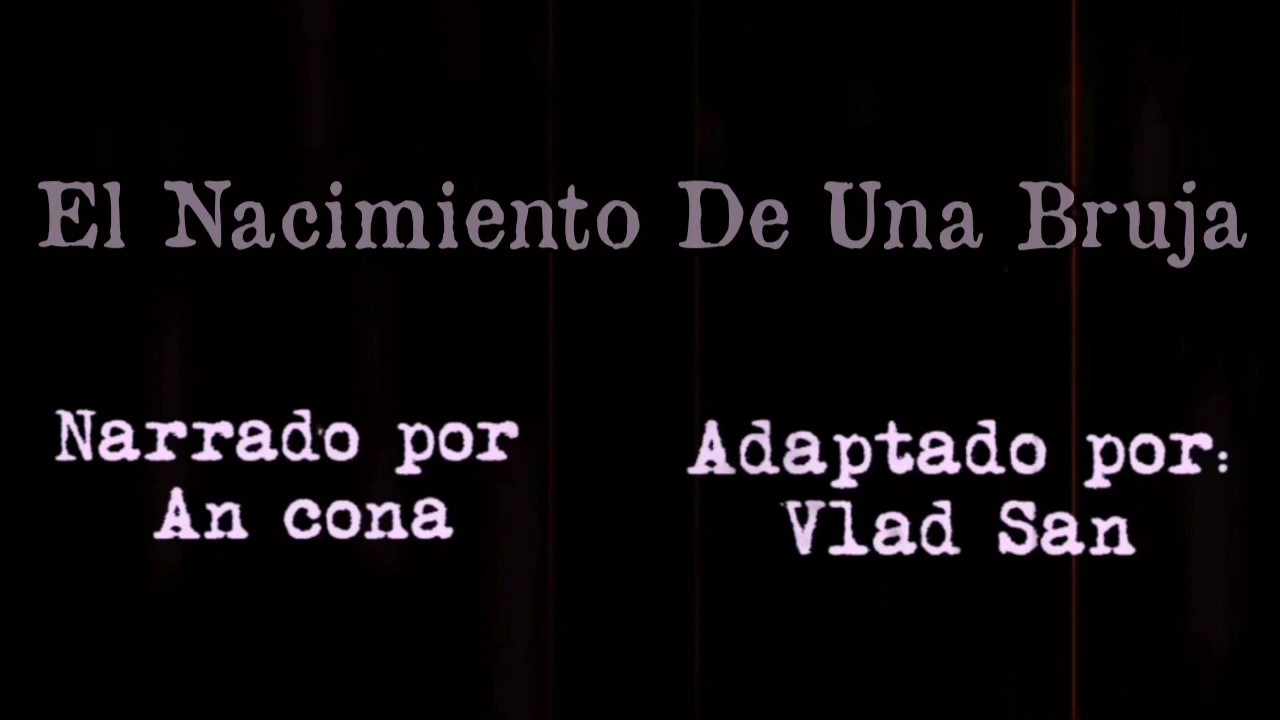 El Nacimiento De Una Bruja
Narrado por
An cona
Adaptado por:
Vlad San